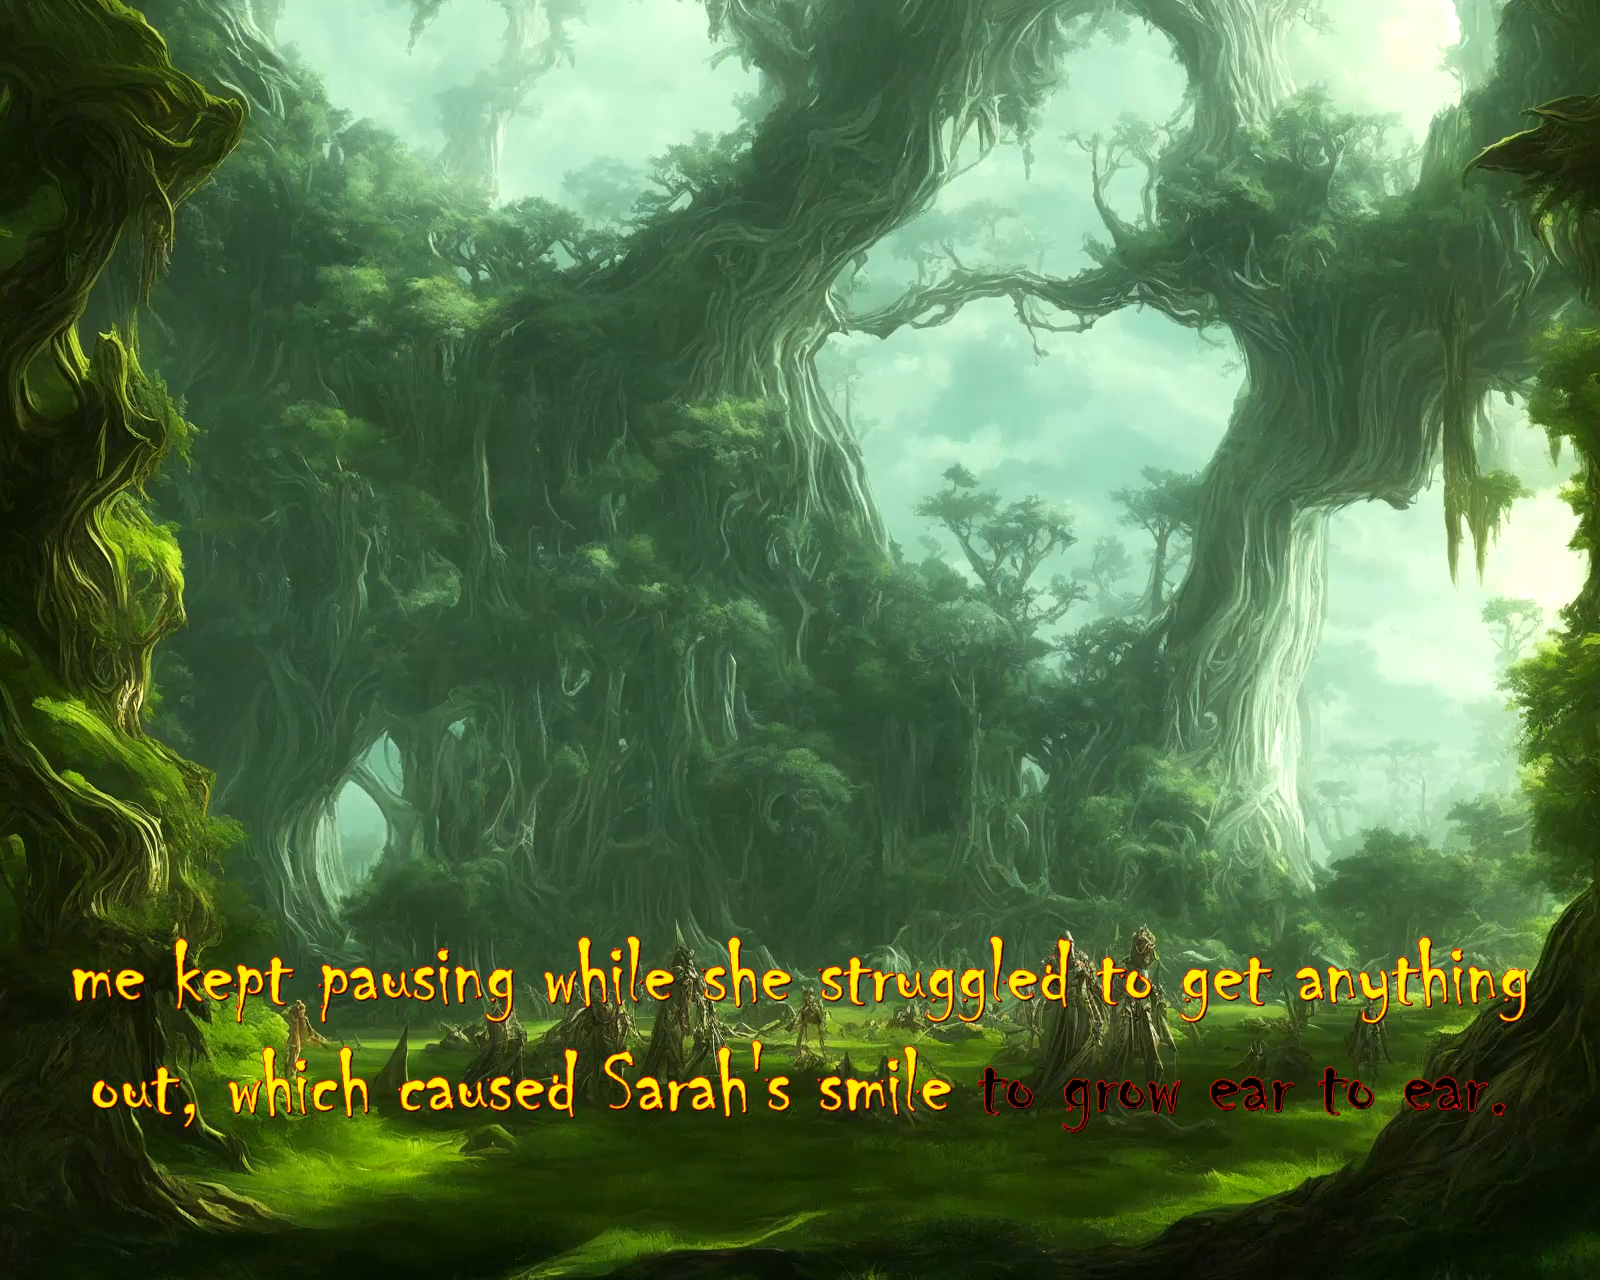 me kept pausing while she struggled to get anything
out, which caused Sarah's smile to grow ear to ear.